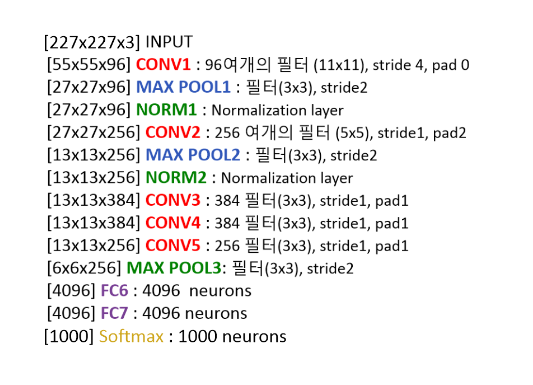 [227x227x3] INPUT
[55x55x96] CONV1 : 96여개의 필터 (11x11), stride 4, pad 0
[27x27x96] MAX POOL1 : 필터(3x3), stride2
[27x27x96] NORM1 : Normalization layer
[27x27x256] CONV2 : 256 여개의 필터 (5x5), stride1, pad2
[13x13x256] MAX POOL2 : 필터(3x3), stride2
[13x13x256] NORM2 : Normalization layer
[13x13x384] CONV3 : 384 필터(3x3), stride1, pad1
[13x13x384] CONV4 : 384 필터(3x3), stride1, pad1
[13x13x256] CONV5 : 256 필터(3x3), stride1, pad1
[6x6x256] MAX POOL3: 필터(3x3), stride2
[4096] FC6 : 4096 neurons
[4096] FC7 : 4096 neurons
[1000] Softmax : 1000 neurons